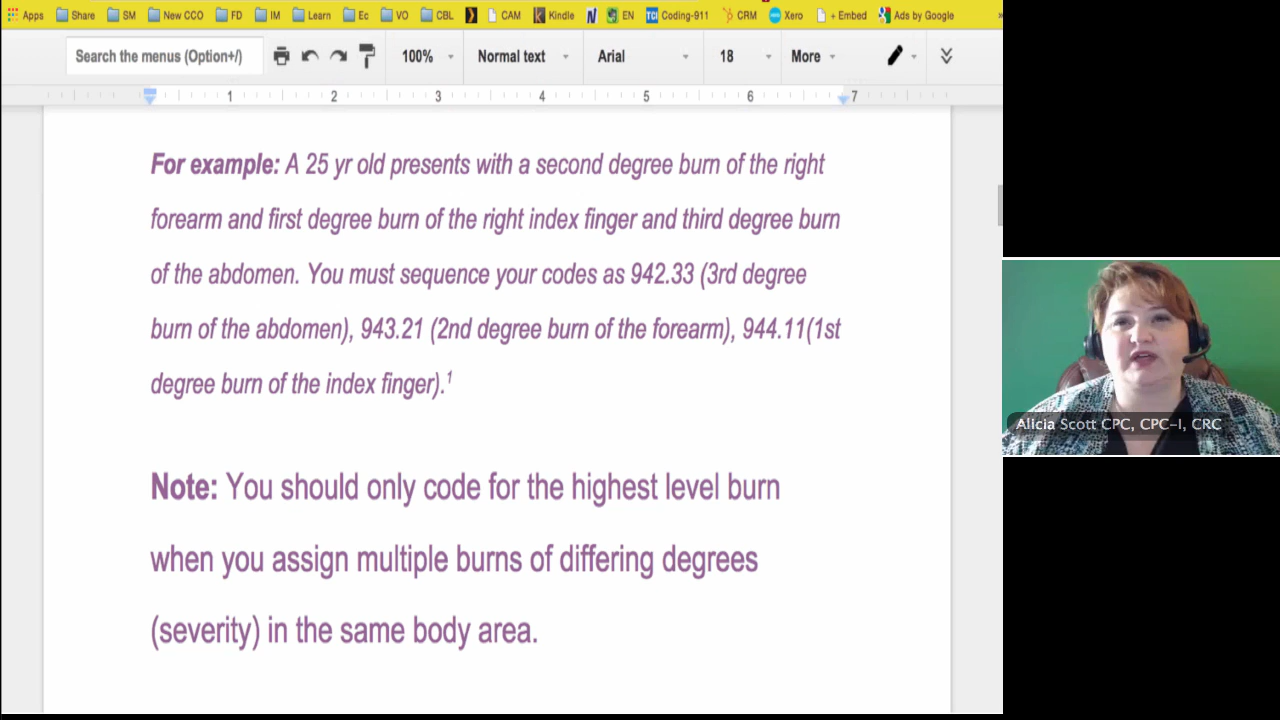 Apps Share SM New CCO FD IM Learn Ec VO CBL CAM Kindle EN TCI Coding-911 CRM Xero + Embed Ads by Google »
Search the menus (Option+/) 100% Normal text Arial 18 More
1 2 3 4 5 6 7
For example: A 25 yr old presents with a second degree burn of the right
forearm and first degree burn of the right index finger and third degree burn
of the abdomen. You must sequence your codes as 942.33 (3rd degree
burn of the abdomen), 943.21 (2nd degree burn of the forearm), 944.11(1st
degree burn of the index finger).1
Note: You should only code for the highest level burn
when you assign multiple burns of differing degrees
(severity) in the same body area.
Alicia Scott CPC, CPC-I, CRC